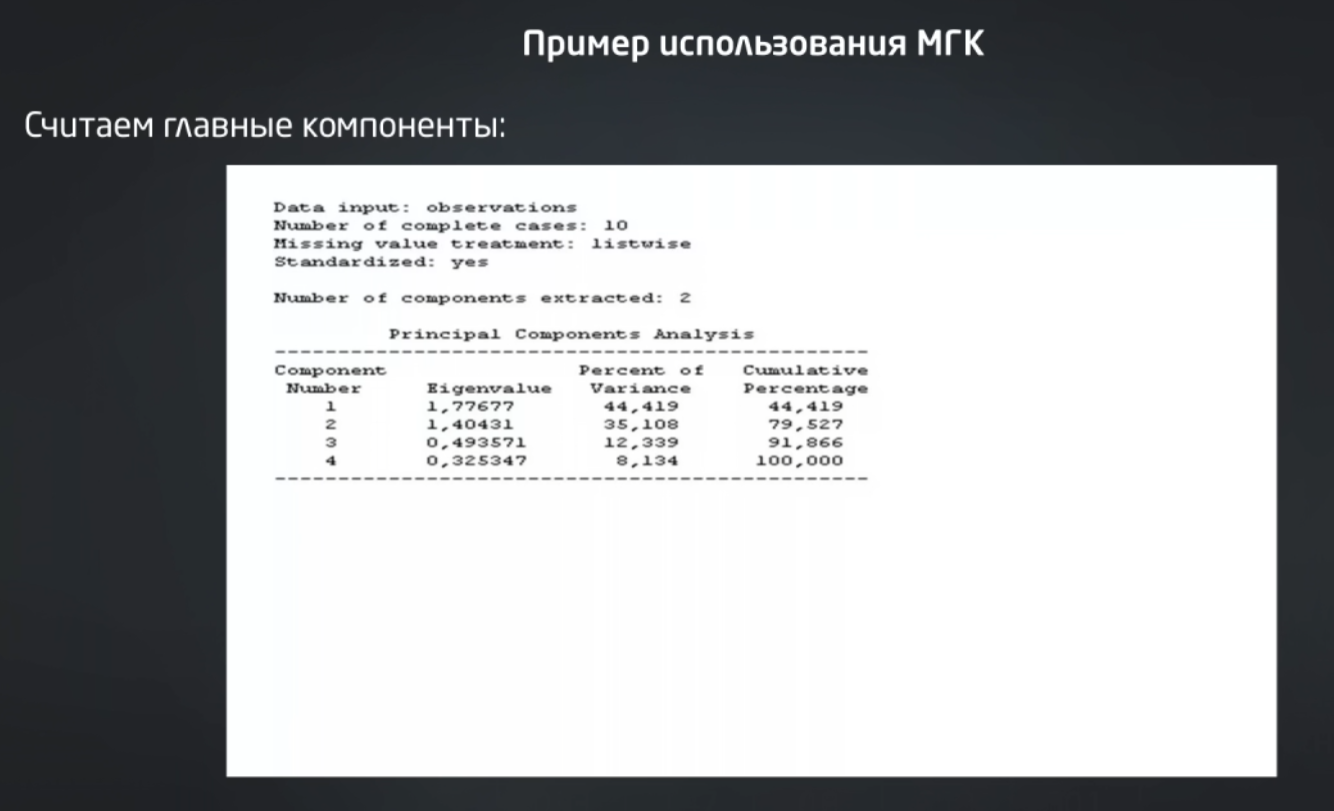 Пример использования МГК
Считаем главные компоненты:
Data input: observations
Number of complete cases: 10
Missing value treatment: listwise
Standardized: yes
Number of components extracted: 2
Principal Components Analysis
-----------------------------------------------
Component Percent of Cumulative
Number Eigenvalue Variance Percentage
1 1,77677 44,419 44,419
2 1,40431 35,108 79,527
3 0,493571 12,339 91,866
4 0,325347 8,134 100,000
-----------------------------------------------